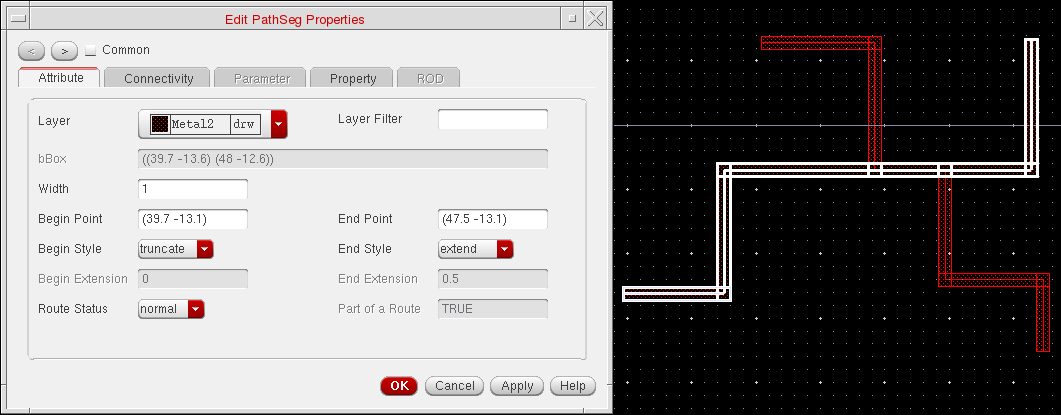 Edit PathSeg Properties
< > Common
Attribute Connectivity Parameter Property ROD
Layer Metal2 drw Layer Filter
bBox ((39.7 -13.6) (48 -12.6))
Width 1
Begin Point (39.7 -13.1) End Point (47.5 -13.1)
Begin Style truncate End Style extend
Begin Extension 0 End Extension 0.5
Route Status normal Part of a Route TRUE
OK Cancel Apply Help